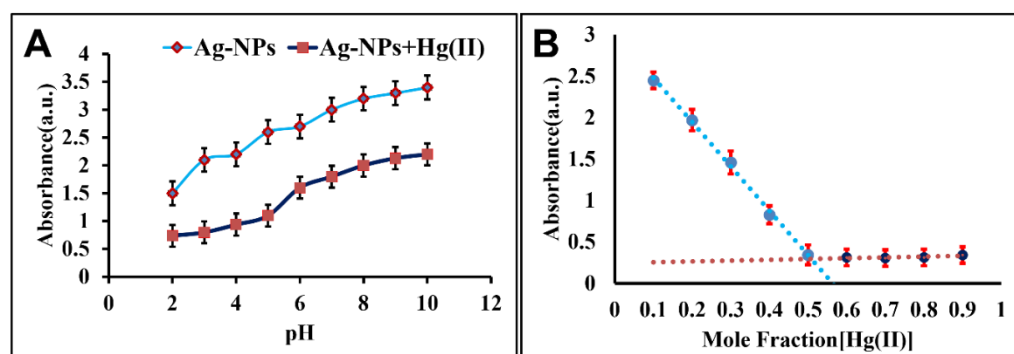 A
Ag-NPs
Ag-NPs+Hg(II)
Absorbance(a.u.)
4
3.5
3
2.5
2
1.5
1
0.5
0
0 2 4 6 8 10 12
pH
B
Absorbance(a.u.)
3
2.5
2
1.5
1
0.5
0
0 0.1 0.2 0.3 0.4 0.5 0.6 0.7 0.8 0.9 1
Mole Fraction[Hg(II)]